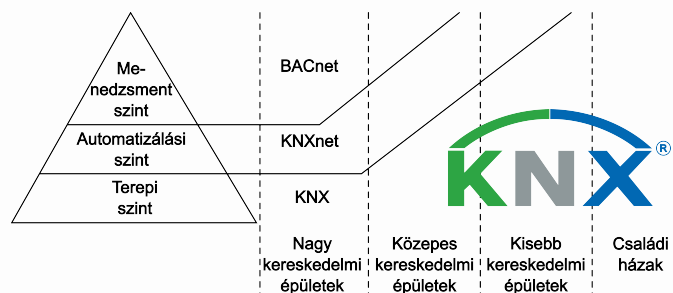 Me-
nedzsment
szint
BACnet
Automatizálási
szint
KNXnet
Terepi
szint
KNX
KNX®
Nagy
kereskedelmi
épületek
Közepes
kereskedelmi
épületek
Kisebb
kereskedelmi
épületek
Családi
házak